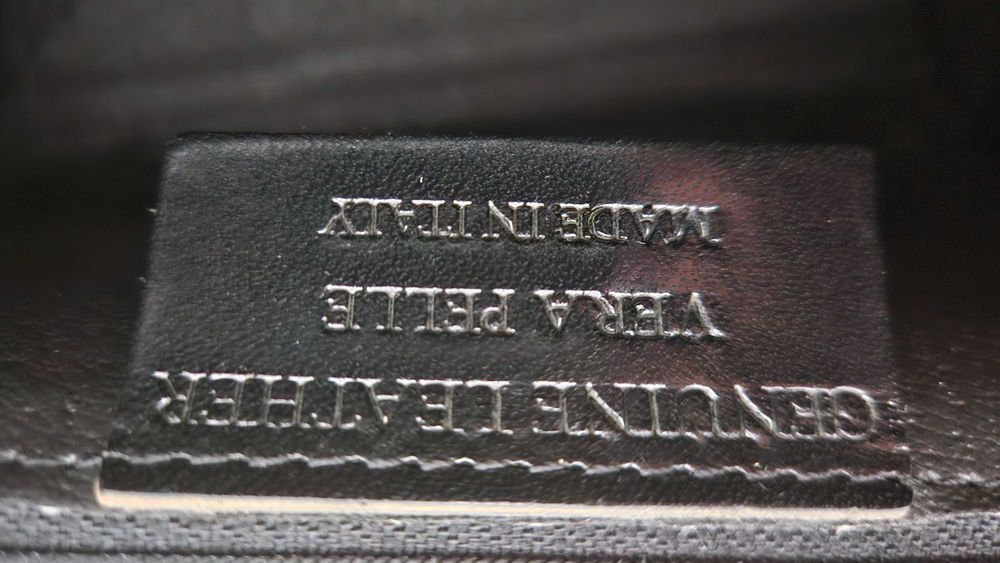 GENUINE LEATHER
VERA PELLE
MADE IN ITALY